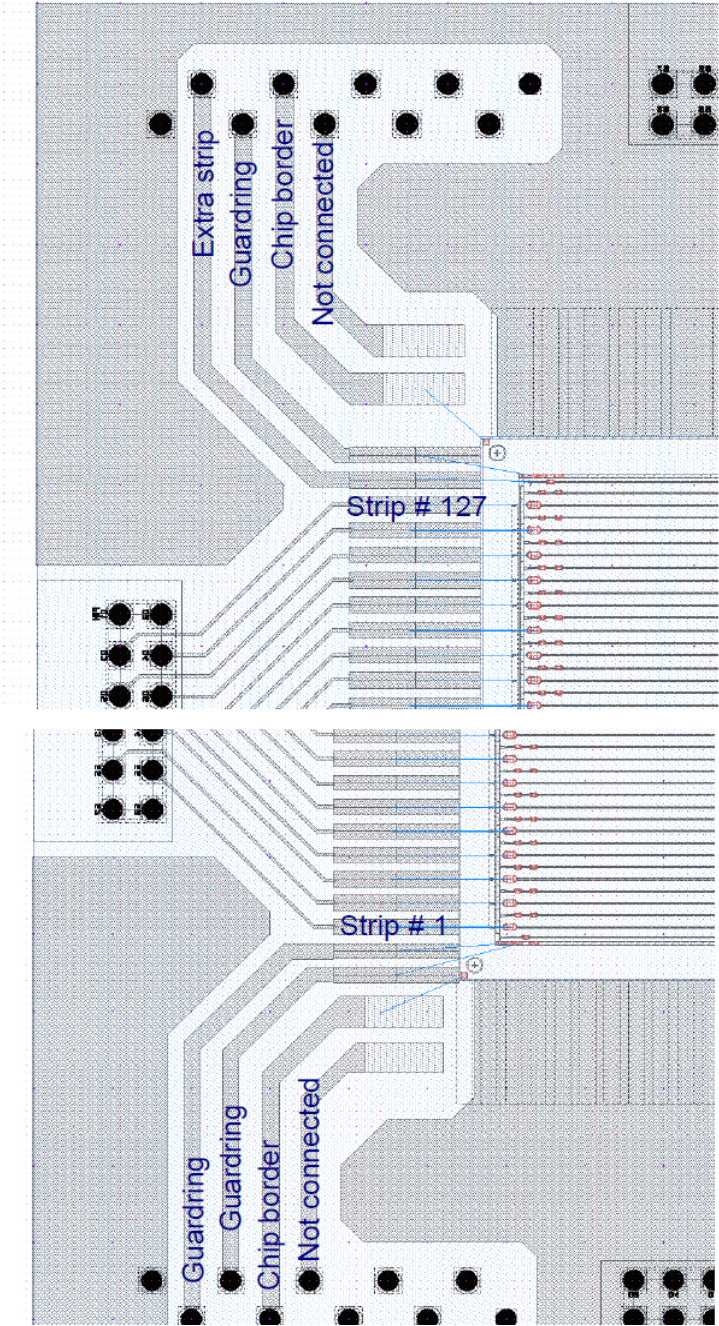 Extra strip
Guardring
Chip border
Not connected
Strip # 127
Strip # 1
Guardring
Guardring
Chip border
Not connected